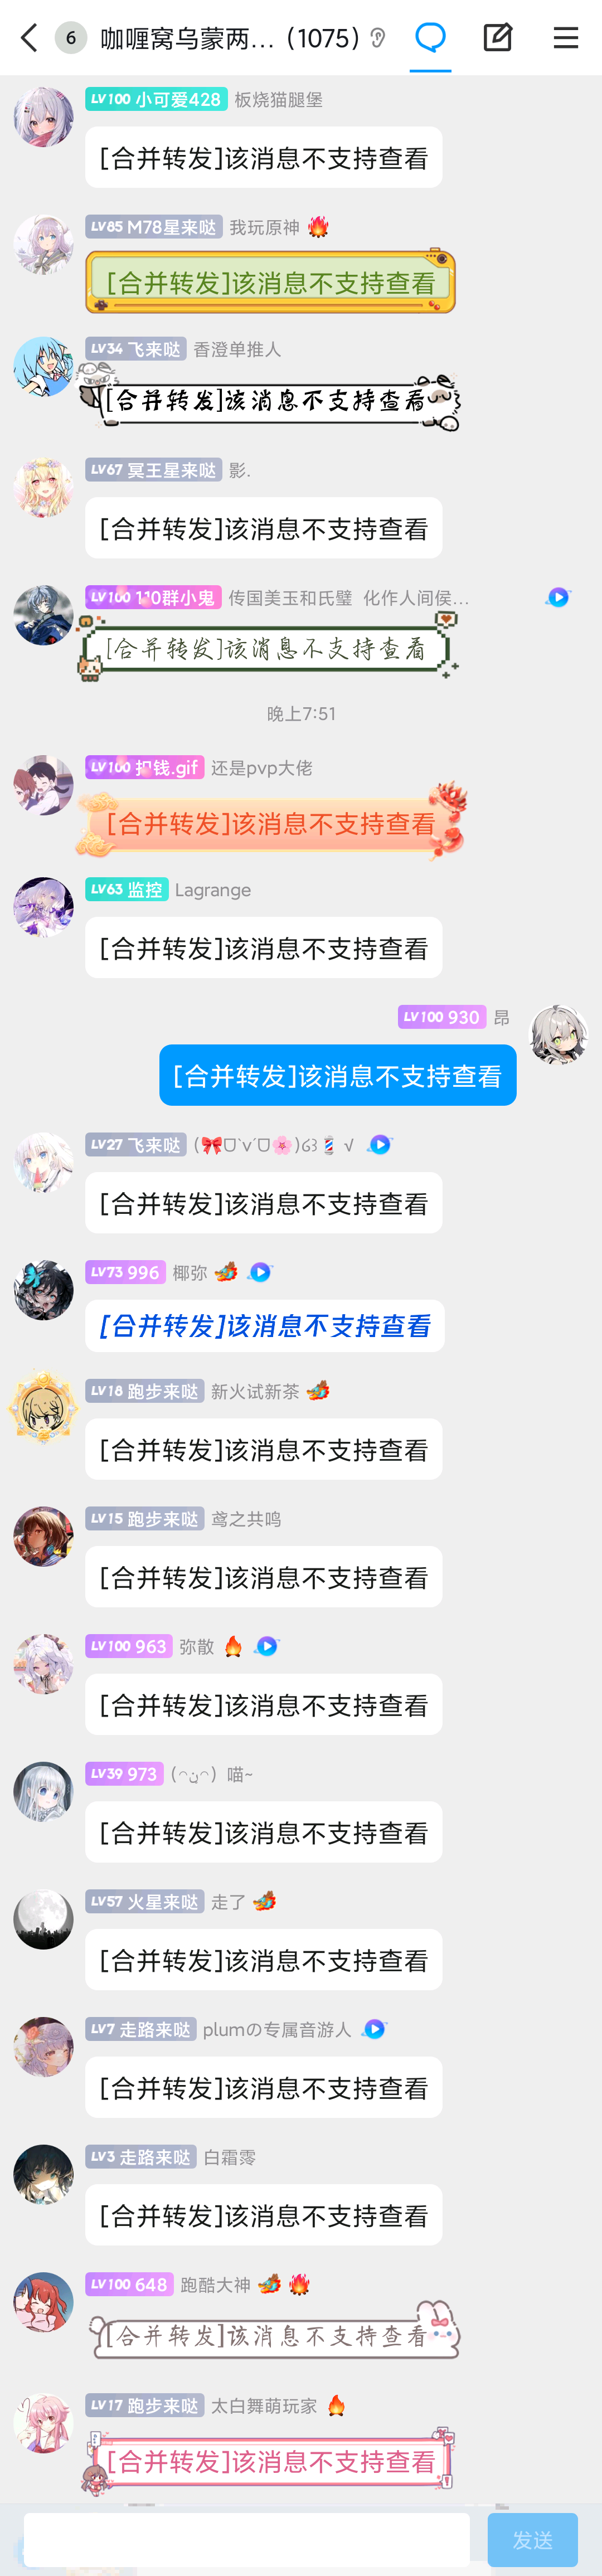 6 咖喱窝乌蒙两... (1075)
LV100 小可爱428 板烧猫腿堡
[合并转发]该消息不支持查看
LV85 M78星来哒 我玩原神
[合并转发]该消息不支持查看
LV34 飞来哒 香澄单推人
[合并转发]该消息不支持查看
LV67 冥王星来哒 影.
[合并转发]该消息不支持查看
LV100 110群小鬼 传国美玉和氏璧 化作人间侯...
[合并转发]该消息不支持查看
晚上7:51
LV100 扣钱.gif 还是pvp大佬
[合并转发]该消息不支持查看
LV63 监控 Lagrange
[合并转发]该消息不支持查看
LV100 930 昂
[合并转发]该消息不支持查看
LV27 飞来哒 (🎀ᗜ`v´ᗜ🌸)໒꒱💈 √
[合并转发]该消息不支持查看
LV73 996 椰弥
[合并转发]该消息不支持查看
LV18 跑步来哒 新火试新茶
[合并转发]该消息不支持查看
LV15 跑步来哒 鸢之共鸣
[合并转发]该消息不支持查看
LV100 963 弥散
[合并转发]该消息不支持查看
LV39 973 喵~
[合并转发]该消息不支持查看
LV57 火星来哒 走了
[合并转发]该消息不支持查看
LV7 走路来哒 plumの专属音游人
[合并转发]该消息不支持查看
LV3 走路来哒 白霜雫
[合并转发]该消息不支持查看
LV100 648 跑酷大神
[合并转发]该消息不支持查看
LV17 跑步来哒 太白舞萌玩家
[合并转发]该消息不支持查看
发送